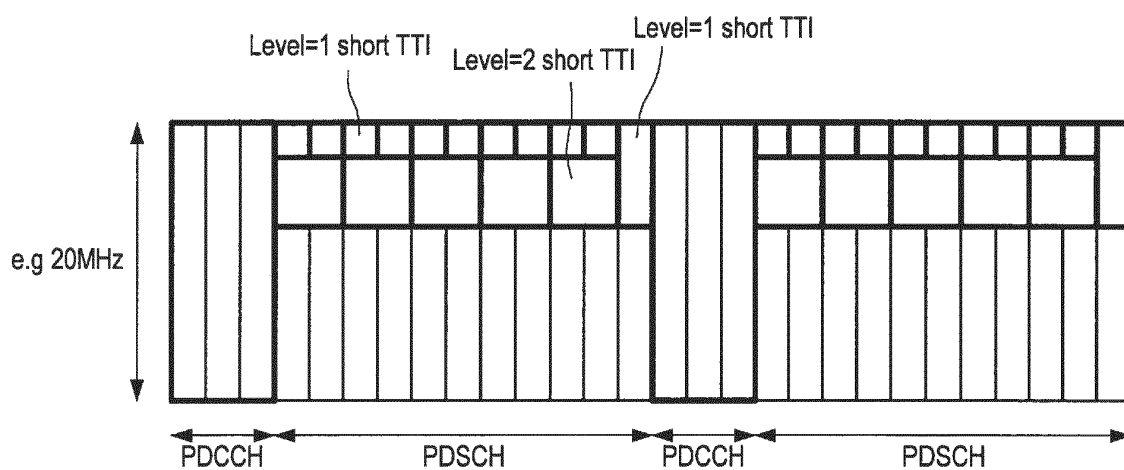 Level=1 short TTI
Level=2 short TTI
Level=1 short TTI
e.g 20MHz
PDCCH
PDSCH
PDCCH
PDSCH